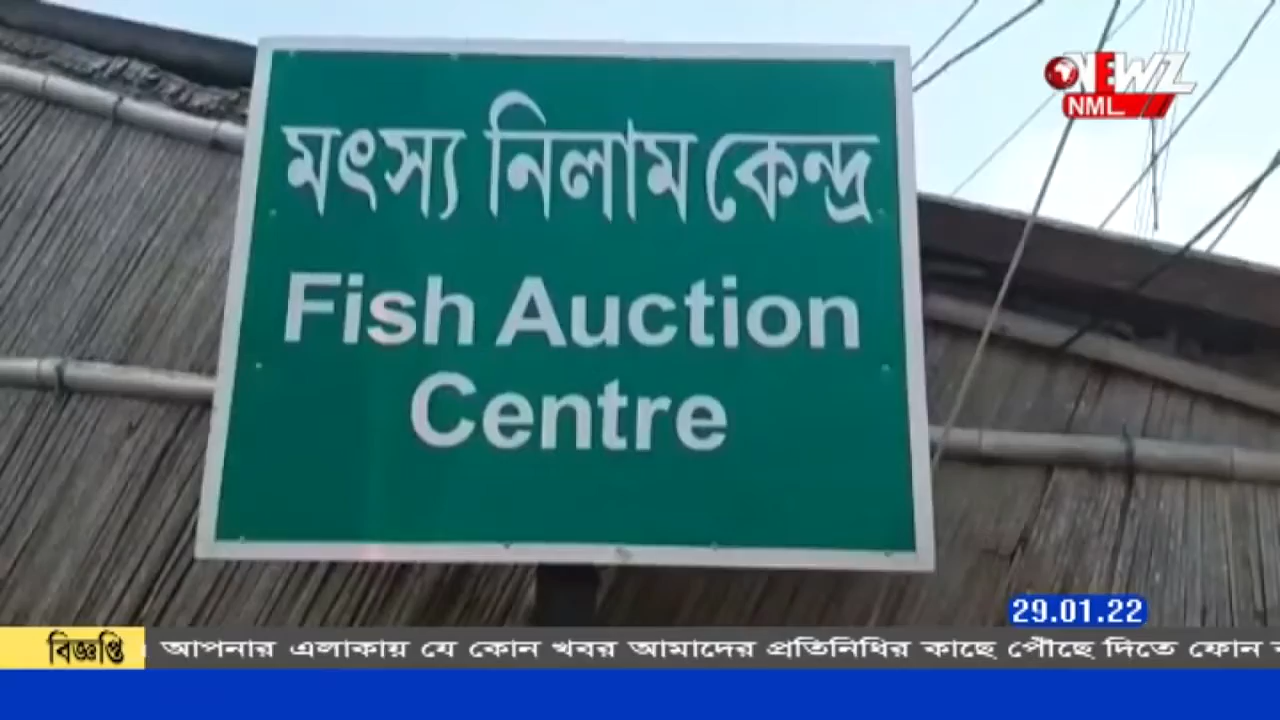 NEWZ
NML
মৎস্য নিলাম কেন্দ্র
Fish Auction
Centre
29.01.22
বিজ্ঞপ্তি
আপনার এলাকায় যে কোন খবর আমাদের প্রতিনিধির কাছে পৌঁছে দিতে ফোন